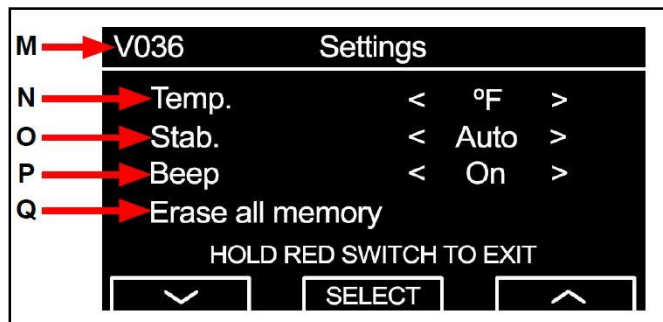 M V036 Settings
N Temp. < ºF >
O Stab. < Auto >
P Beep < On >
Q Erase all memory
HOLD RED SWITCH TO EXIT
SELECT